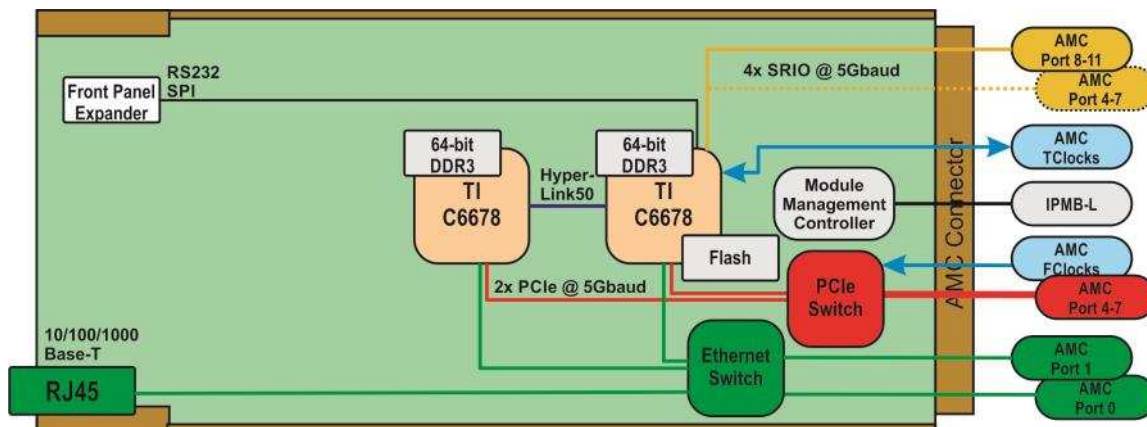 RS232
SPI
Front Panel
Expander
4x SRIO @ 5Gbaud
AMC
Port 8-11
AMC
Port 4-7
64-bit
DDR3
TI
C6678
Hyper-
Link50
64-bit
DDR3
TI
C6678
Flash
Module
Management
Controller
AMC Connector
AMC
TClocks
IPMB-L
AMC
FClocks
AMC
Port 4-7
2x PCIe @ 5Gbaud
PCIe
Switch
10/100/1000
Base-T
RJ45
Ethernet
Switch
AMC
Port 1
AMC
Port 0